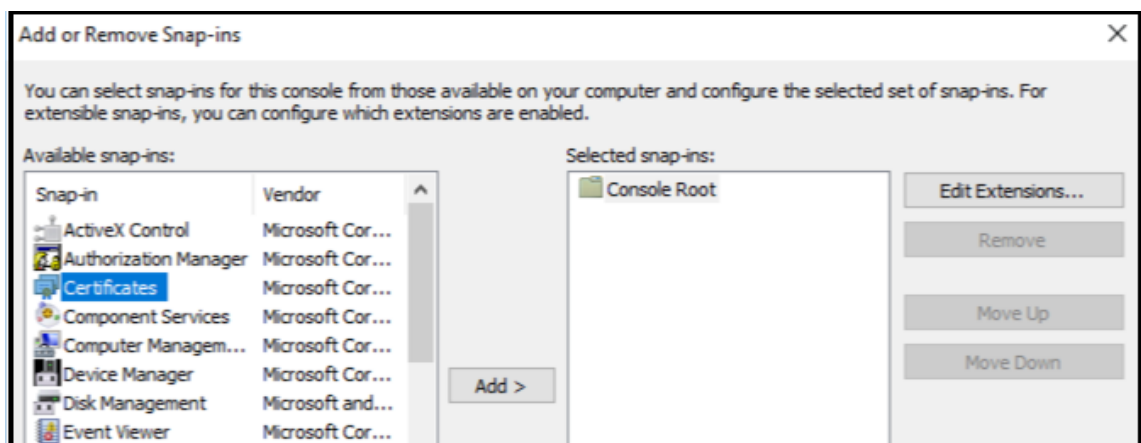 Add or Remove Snap-ins
You can select snap-ins for this console from those available on your computer and configure the selected set of snap-ins. For
extensible snap-ins, you can configure which extensions are enabled.
Available snap-ins:
Selected snap-ins:
Snap-in Vendor
Console Root
Edit Extensions...
ActiveX Control Microsoft Cor...
Remove
Authorization Manager Microsoft Cor...
Certificates Microsoft Cor...
Component Services Microsoft Cor...
Move Up
Computer Managem... Microsoft Cor...
Move Down
Device Manager Microsoft Cor...
Add >
Disk Management Microsoft and...
Event Viewer Microsoft Cor...